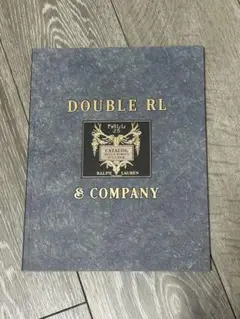 DOUBLE RL
CATALOG
RALPH LAUREN
& COMPANY